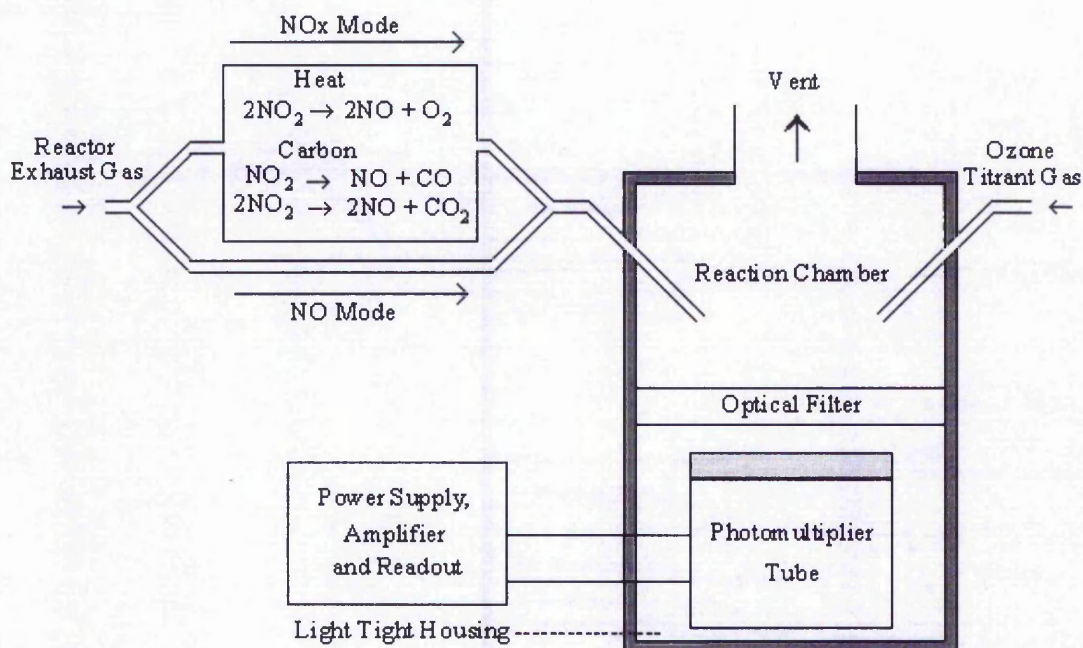 NOx Mode
Heat
2NO₂ → 2NO + O₂
Carbon
NO₂ → NO + CO
2NO₂ → 2NO + CO₂
Reactor
Exhaust Gas
NO Mode
Vent
Ozone
Titrant Gas
Reaction Chamber
Optical Filter
Power Supply,
Amplifier
and Readout
Photomultiplier
Tube
Light Tight Housing